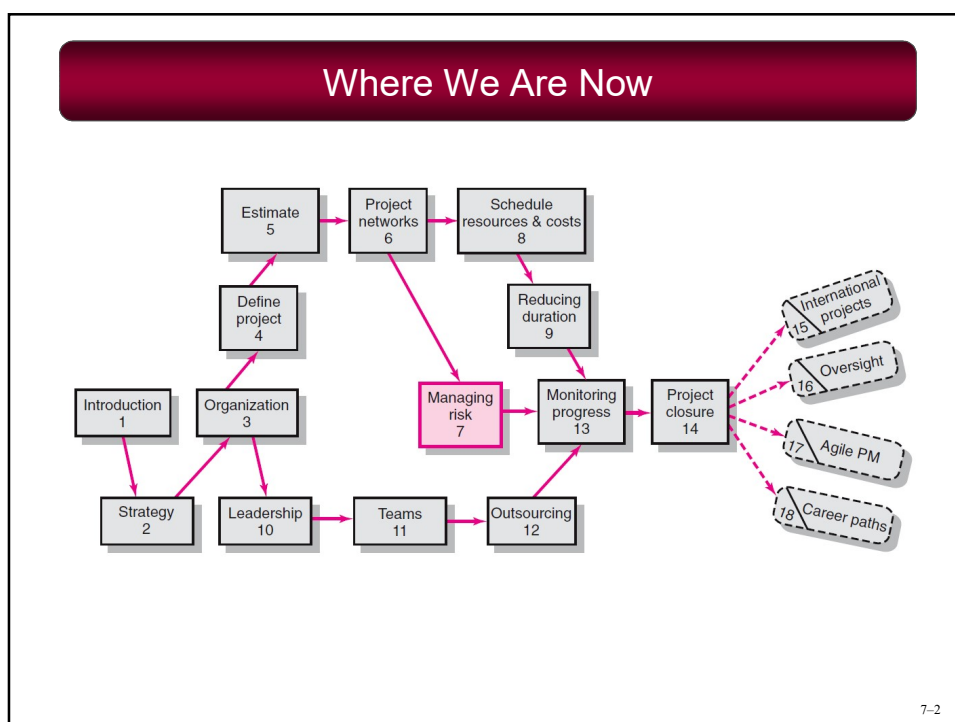 Where We Are Now
Estimate
5
Project
networks
6
Schedule
resources & costs
8
Define
project
4
Reducing
duration
9
International
projects
15
Oversight
16
Introduction
1
Organization
3
Managing
risk
7
Monitoring
progress
13
Project
closure
14
Agile PM
17
Strategy
2
Leadership
10
Teams
11
Outsourcing
12
Career paths
18
7–2